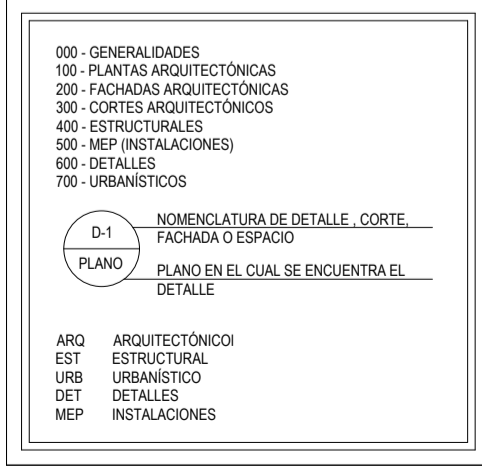 000 - GENERALIDADES
100 - PLANTAS ARQUITECTÓNICAS
200 - FACHADAS ARQUITECTÓNICAS
300 - CORTES ARQUITECTÓNICOS
400 - ESTRUCTURALES
500 - MEP (INSTALACIONES)
600 - DETALLES
700 - URBANÍSTICOS
D-1
PLANO
NOMENCLATURA DE DETALLE , CORTE,
FACHADA O ESPACIO
PLANO EN EL CUAL SE ENCUENTRA EL
DETALLE
ARQ ARQUITECTÓNICOI
EST ESTRUCTURAL
URB URBANÍSTICO
DET DETALLES
MEP INSTALACIONES